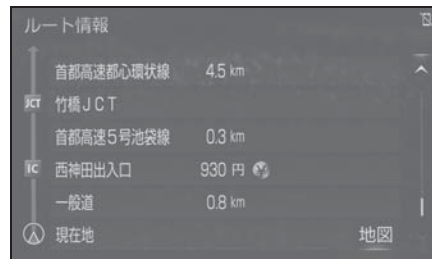 ルート情報
首都高速都心環状線 4.5 km
JCT 竹橋JCT
首都高速5号池袋線 0.3 km
IC 西神田出入口 930 円
一般道 0.8 km
現在地 地図